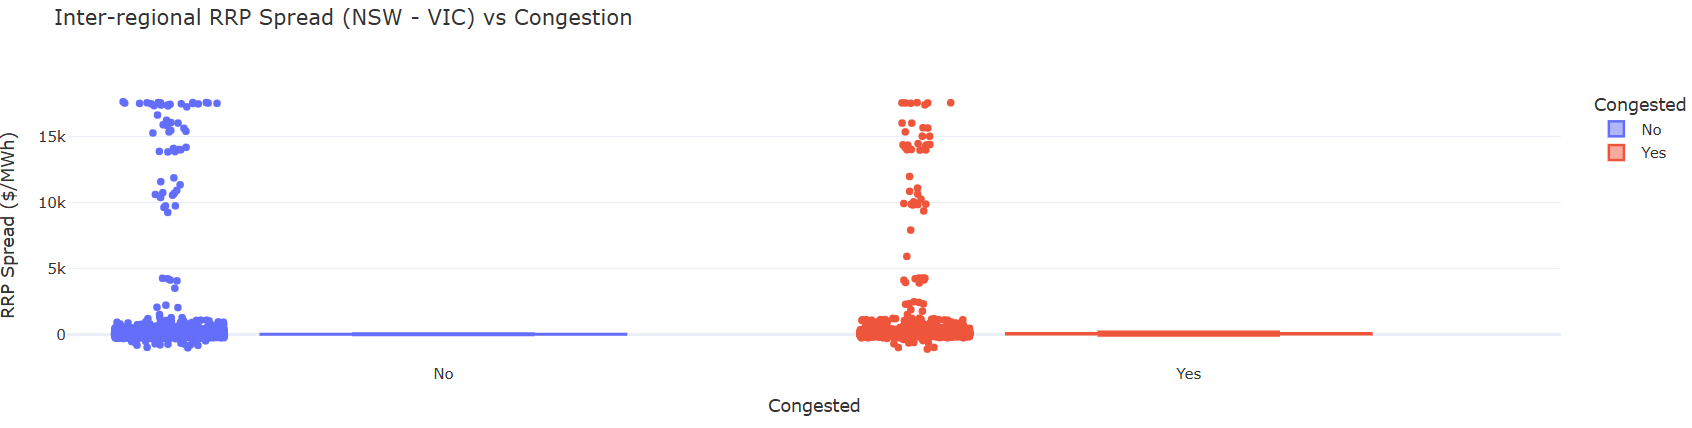 Inter-regional RRP Spread (NSW - VIC) vs Congestion
RRP Spread ($/MWh)
15k
10k
5k
0
No
Yes
Congested
Congested
No
Yes